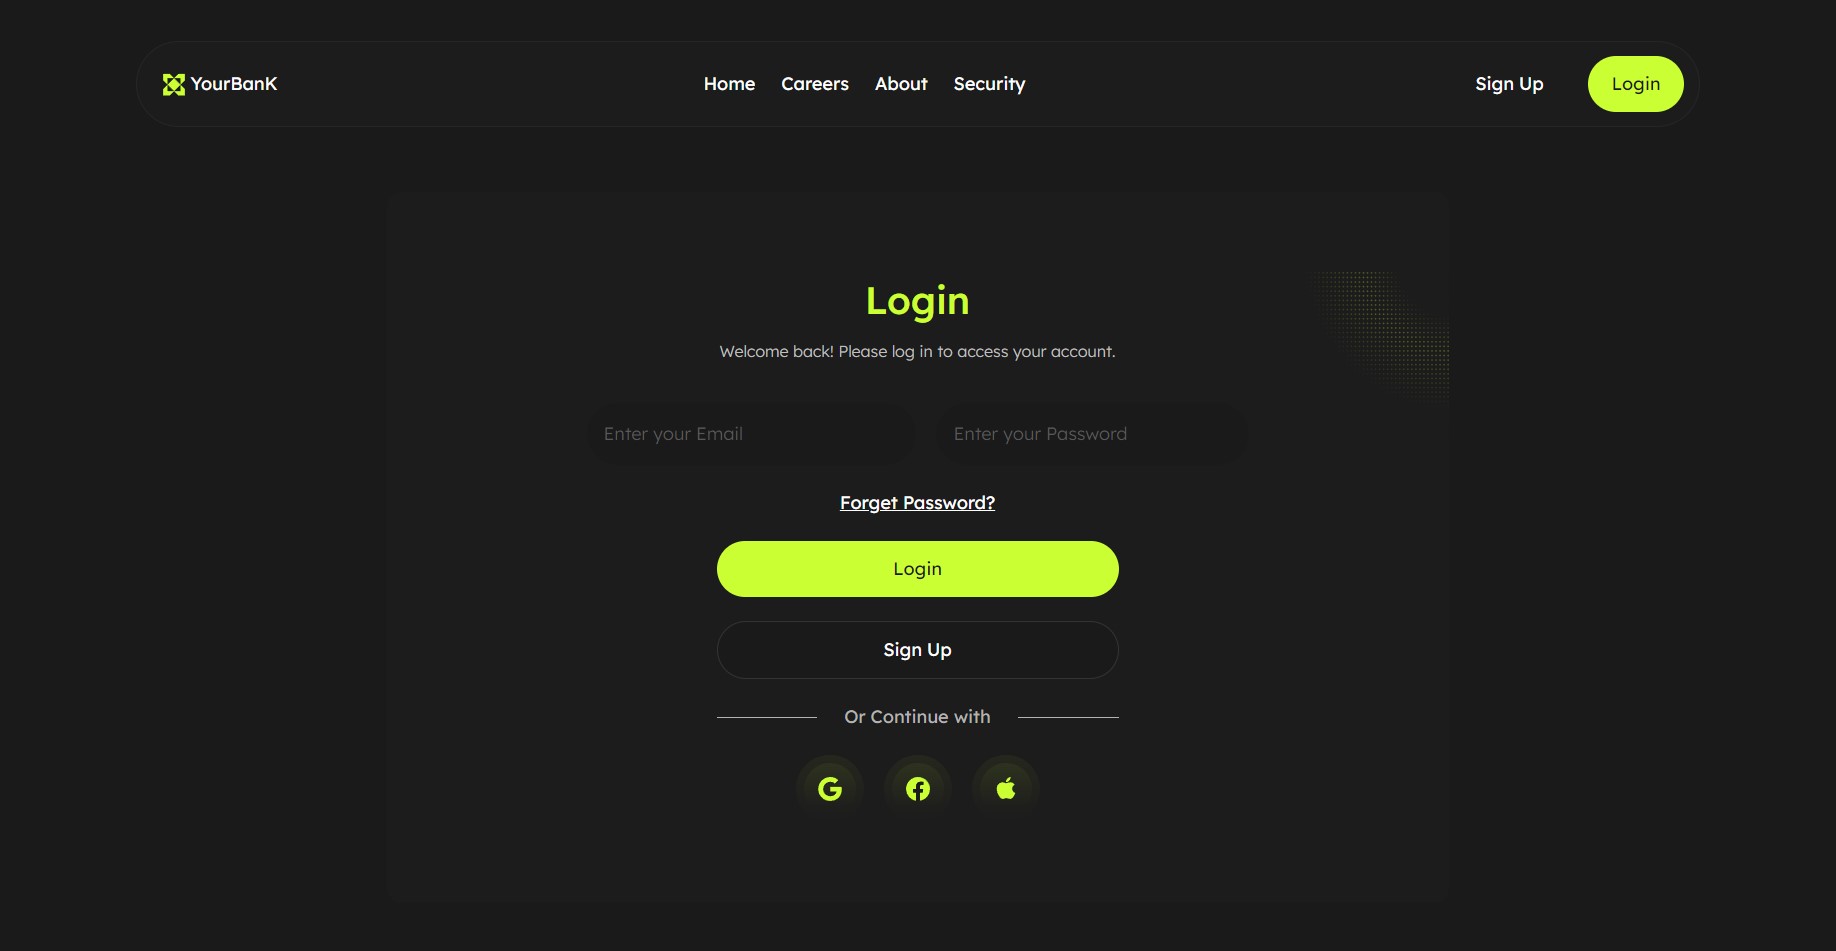 YourBanK
Home Careers About Security
Sign Up
Login
Login
Welcome back! Please log in to access your account.
Enter your Email
Enter your Password
Forget Password?
Login
Sign Up
Or Continue with